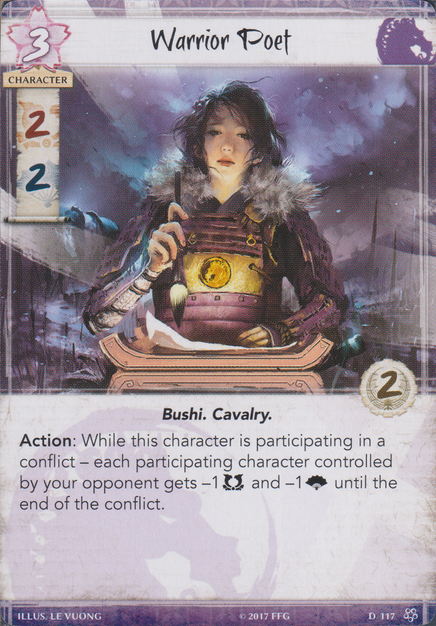 3
Warrior Poet
CHARACTER
2
2
2
Bushi. Cavalry.
Action: While this character is participating in a
conflict – each participating character controlled
by your opponent gets –1 and –1 until the
end of the conflict.
ILLUS. LE VUONG © 2017 FFG D 117